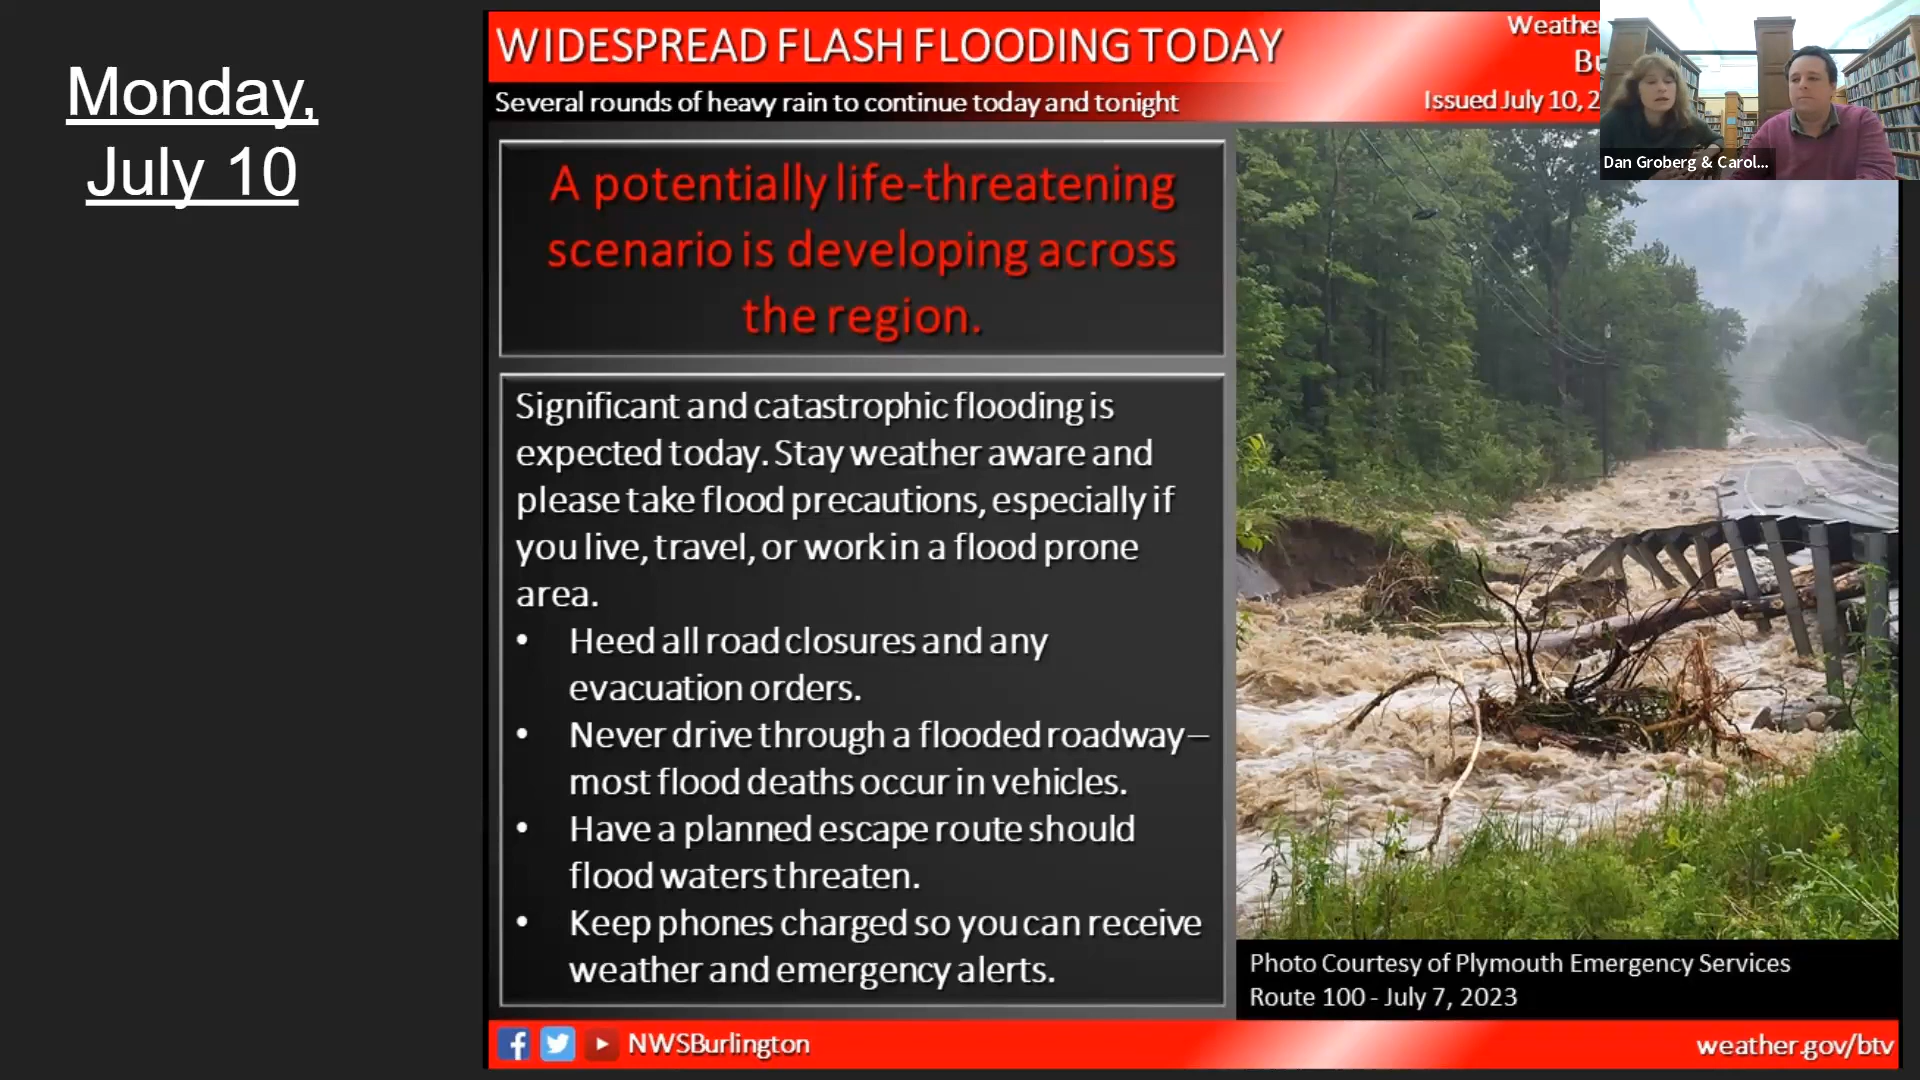 Monday,
July 10
WIDESPREAD FLASH FLOODING TODAY
Several rounds of heavy rain to continue today and tonight
Issued July 10, 2
Dan Groberg & Carol...
A potentially life-threatening
scenario is developing across
the region.
Significant and catastrophic flooding is
expected today. Stay weather aware and
please take flood precautions, especially if
you live, travel, or work in a flood prone
area.
• Heed all road closures and any
evacuation orders.
• Never drive through a flooded roadway–
most flood deaths occur in vehicles.
• Have a planned escape route should
flood waters threaten.
• Keep phones charged so you can receive
weather and emergency alerts.
Photo Courtesy of Plymouth Emergency Services
Route 100 - July 7, 2023
NWSBurlington
weather.gov/btv